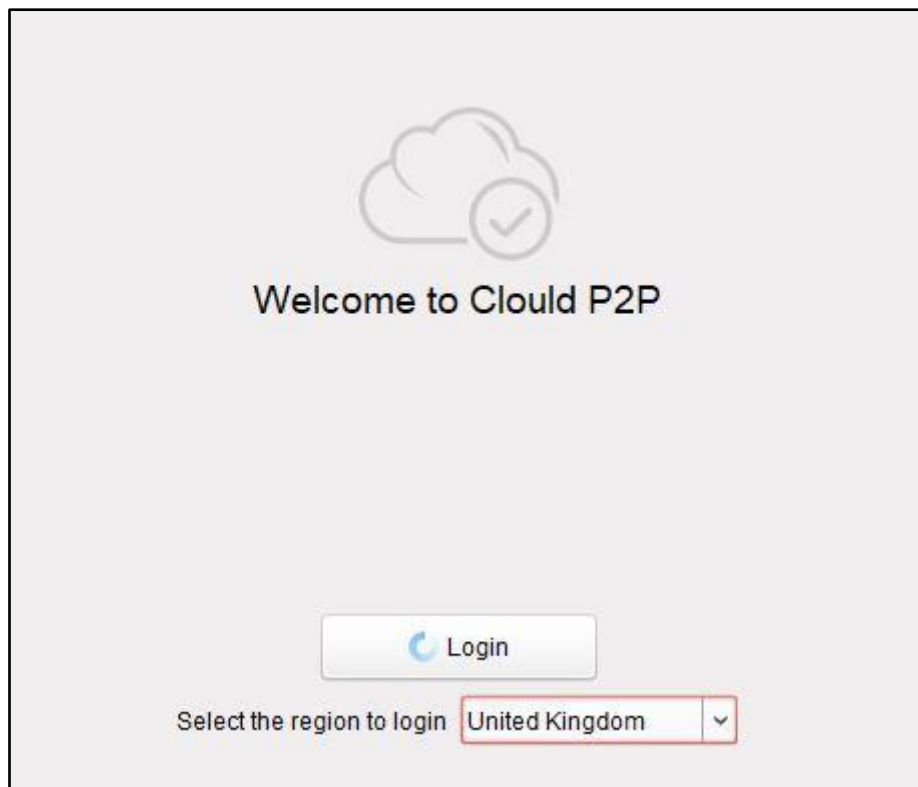 Welcome to Clould P2P
Login
Select the region to login United Kingdom